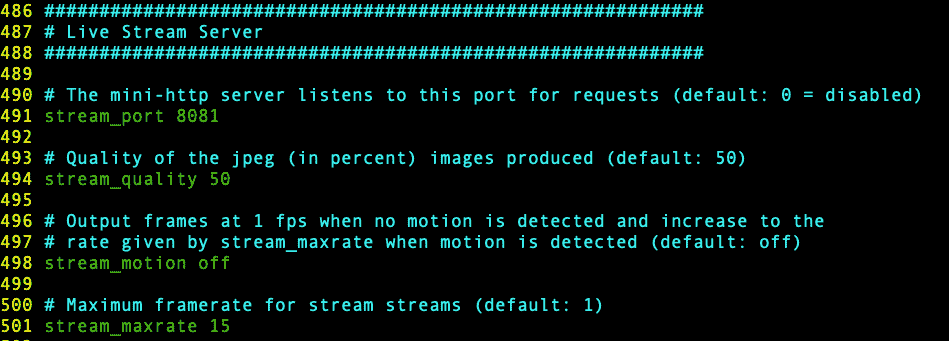 486 ############################################################
487 # Live Stream Server
488 ############################################################
489
490 # The mini-http server listens to this port for requests (default: 0 = disabled)
491 stream_port 8081
492
493 # Quality of the jpeg (in percent) images produced (default: 50)
494 stream_quality 50
495
496 # Output frames at 1 fps when no motion is detected and increase to the
497 # rate given by stream_maxrate when motion is detected (default: off)
498 stream_motion off
499
500 # Maximum framerate for stream streams (default: 1)
501 stream_maxrate 15